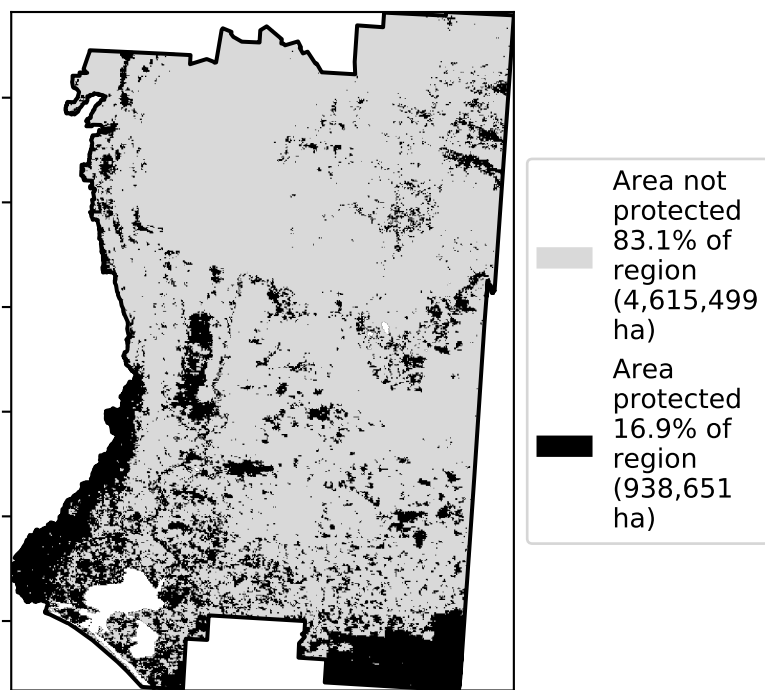 Area not
protected
83.1% of
region
(4,615,499
ha)
Area
protected
16.9% of
region
(938,651
ha)